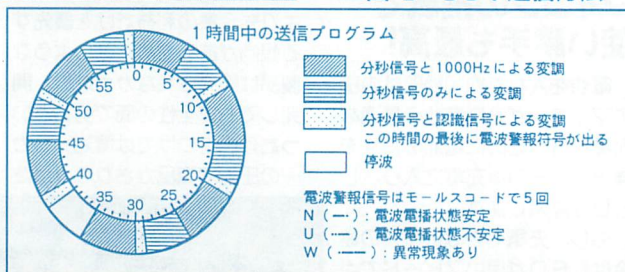 1時間中の送信プログラム
0
5
10
15
20
25
30
35
40
45
50
55
分秒信号と1000Hzによる変調
分秒信号のみによる変調
分秒信号と認識信号による変調
この時間の最後に電波警報符号が出る
停波
電波警報信号はモールスコードで5回
N(—・):電波電播状態安定
U(・・—):電波電播状態不安定
W(・——):異常現象あり